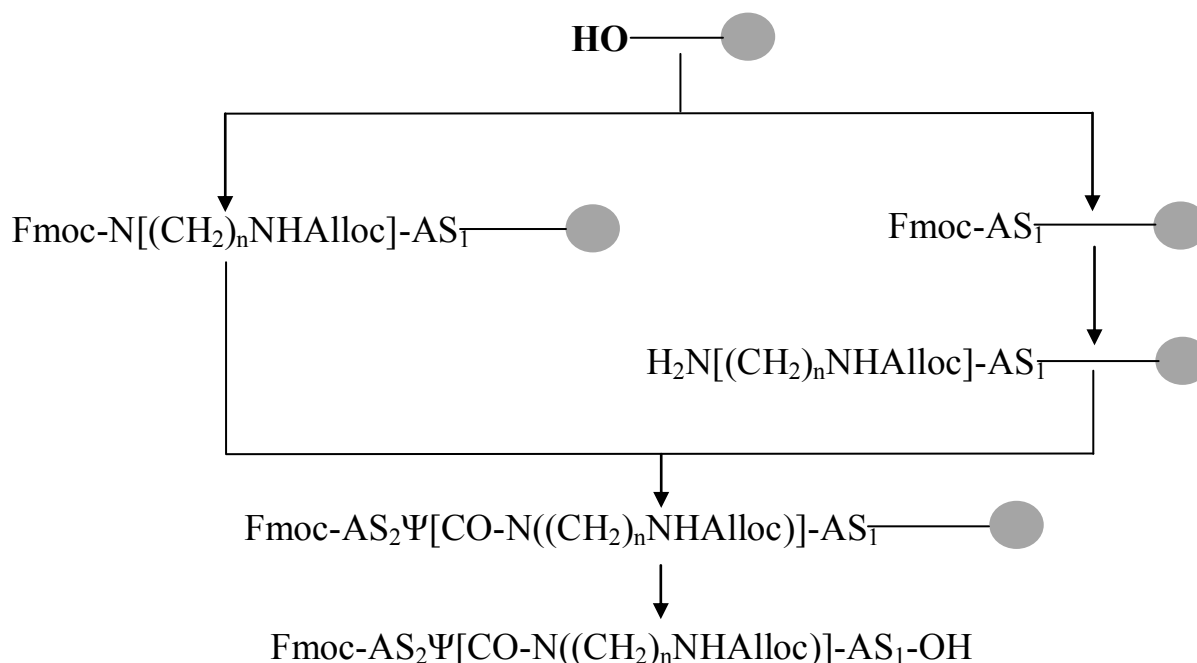 HO
Fmoc-N[(CH₂)ₙNHAlloc]-AS₁
Fmoc-AS₁
H₂N[(CH₂)ₙNHAlloc]-AS₁
Fmoc-AS₂Ψ[CO-N((CH₂)ₙNHAlloc)]-AS₁
Fmoc-AS₂Ψ[CO-N((CH₂)ₙNHAlloc)]-AS₁-OH